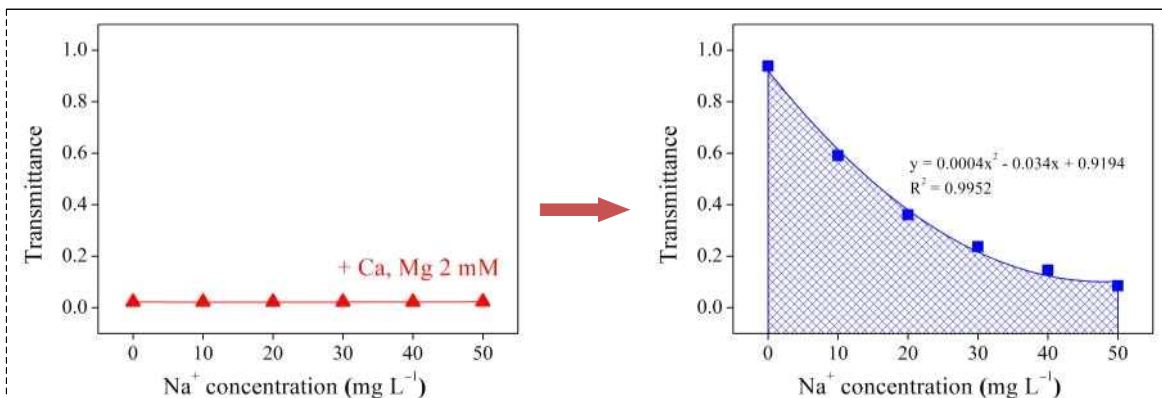 1.0
0.8
0.6
0.4
0.2
0.0
Transmittance
+ Ca, Mg 2 mM
0 10 20 30 40 50
Na⁺ concentration (mg L⁻¹)
1.0
0.8
0.6
0.4
0.2
0.0
Transmittance
y = 0.0004x² - 0.034x + 0.9194
R² = 0.9952
0 10 20 30 40 50
Na⁺ concentration (mg L⁻¹)